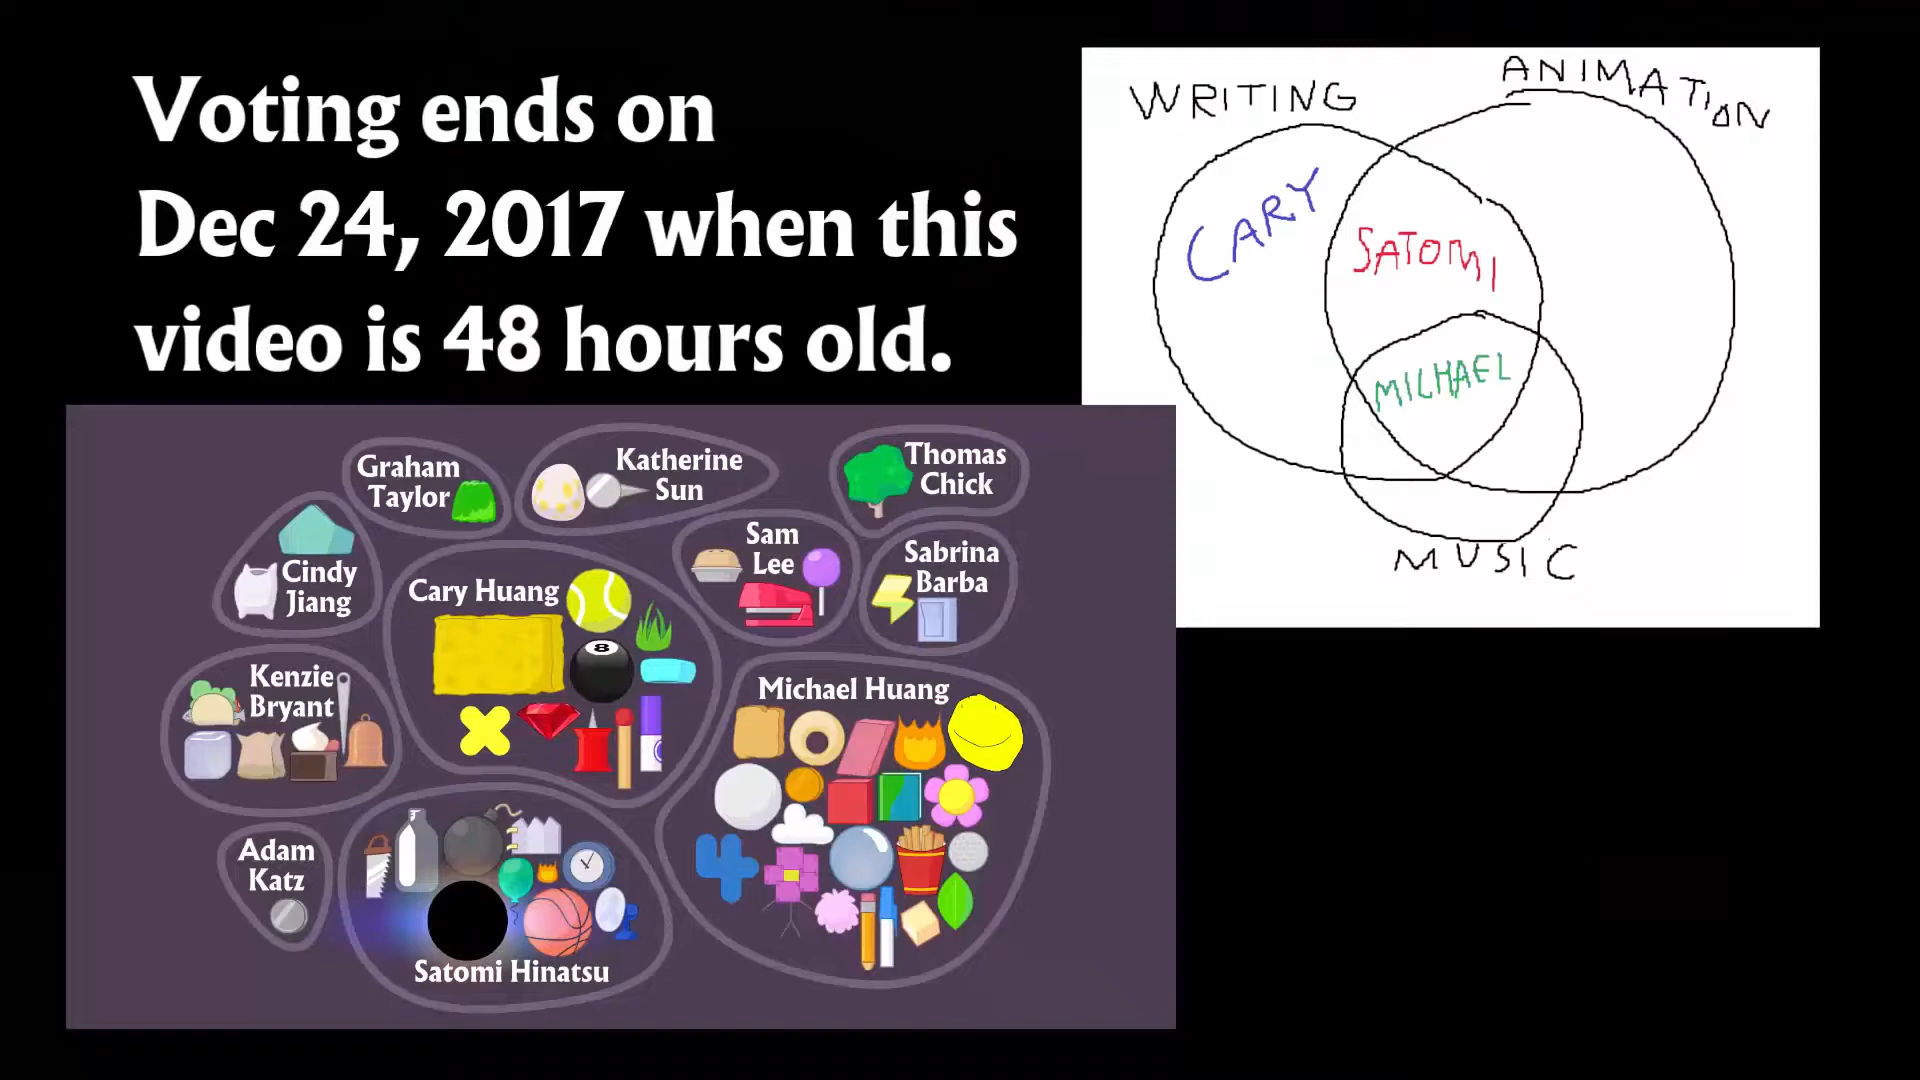 Voting ends on
Dec 24, 2017 when this
video is 48 hours old.
WRITING
ANIMATION
CARY
SATOMI
MICHAEL
MUSIC
Graham
Taylor
Katherine
Sun
Thomas
Chick
Cindy
Jiang
Cary Huang
Sam
Lee
Sabrina
Barba
8
Kenzie
Bryant
Michael Huang
Adam
Katz
Satomi Hinatsu